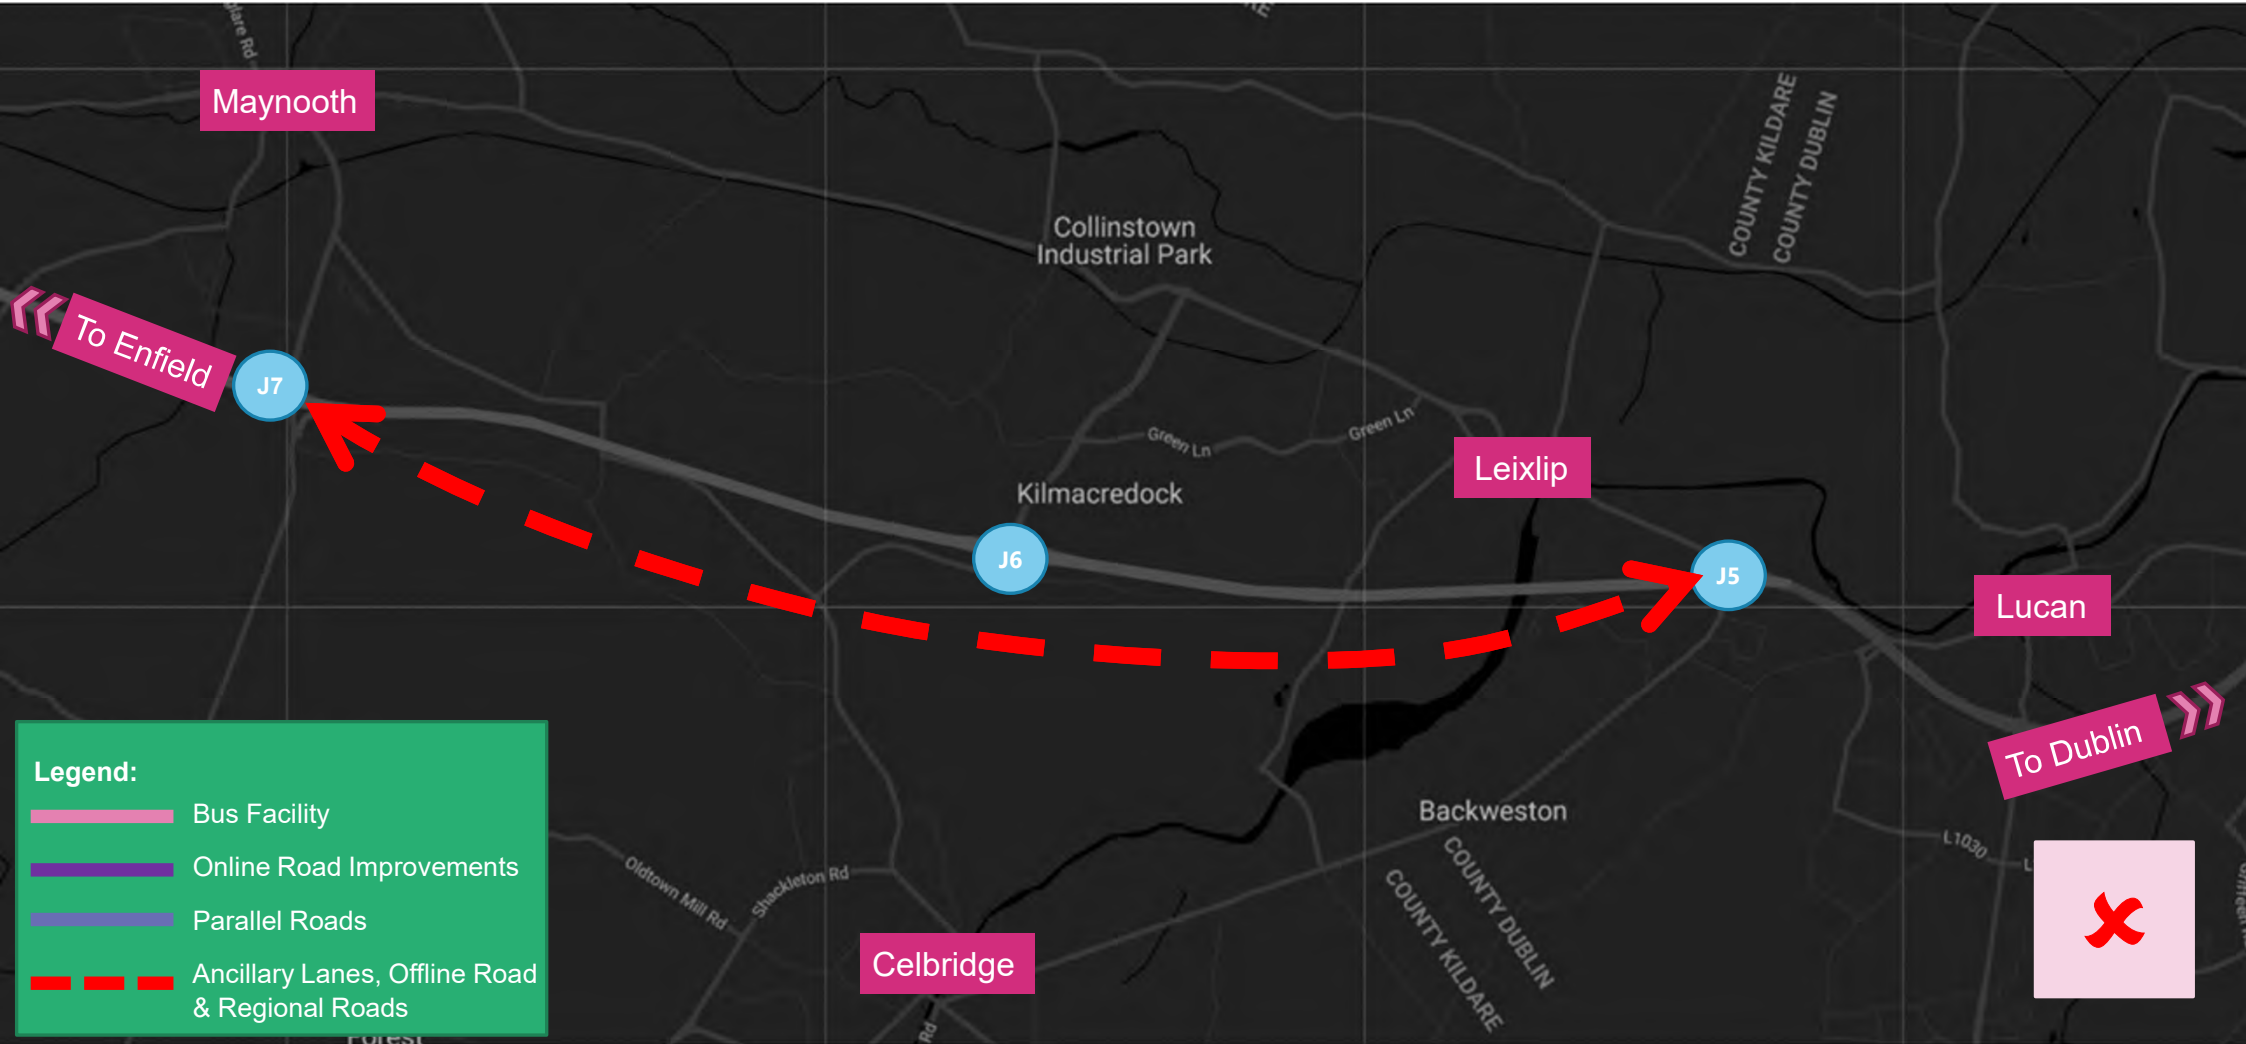 Maynooth
COUNTY KILDARE
COUNTY DUBLIN
Collinstown
Industrial Park
To Enfield
J7
Green Ln
Green Ln
Leixlip
Kilmacredock
J6
J5
Lucan
To Dublin
Legend:
Bus Facility
Online Road Improvements
Parallel Roads
Ancillary Lanes, Offline Road
& Regional Roads
Backweston
COUNTY DUBLIN
COUNTY KILDARE
L1030
Oldtown Mill Rd
Shackleton Rd
Celbridge
Rd